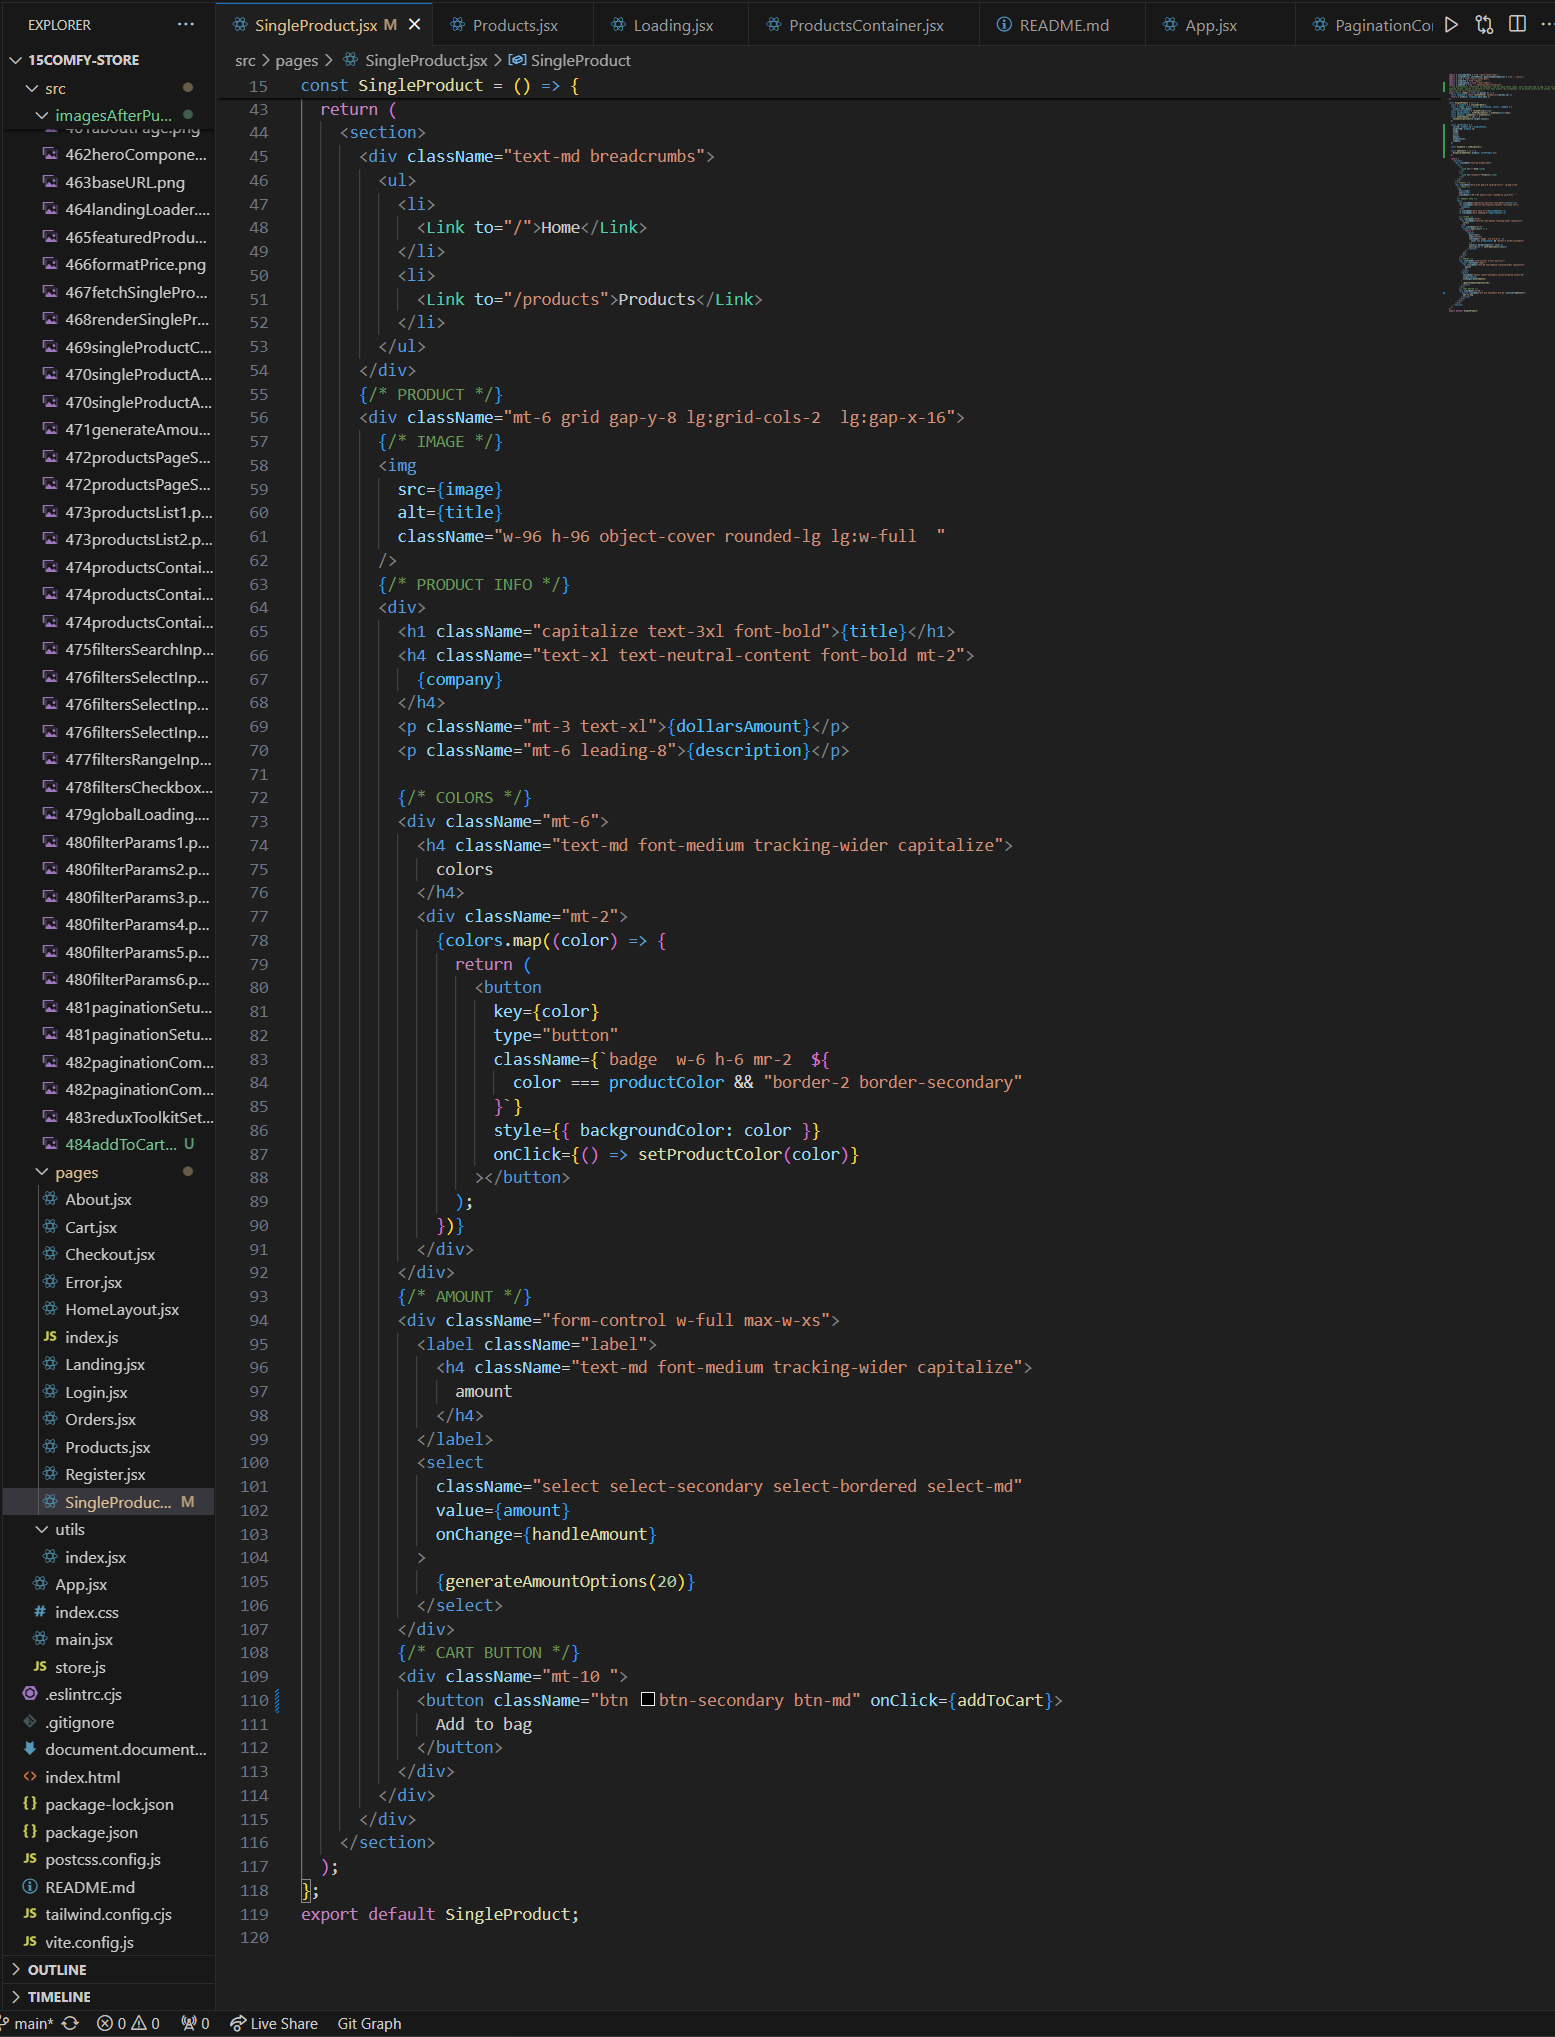 EXPLORER
15COMFY-STORE
src
imagesAfterPu...
461aboutPage.png
462heroCompone...
463baseURL.png
464landingLoader....
465featuredProdu...
466formatPrice.png
467fetchSinglePro...
468renderSinglePr...
469singleProductC...
470singleProductA...
470singleProductA...
471generateAmou...
472productsPageS...
472productsPageS...
473productsList1.p...
473productsList2.p...
474productsContai...
474productsContai...
474productsContai...
475filtersSearchInp...
476filtersSelectInp...
476filtersSelectInp...
476filtersSelectInp...
477filtersRangeInp...
478filtersCheckbox...
479globalLoading....
480filterParams1.p...
480filterParams2.p...
480filterParams3.p...
480filterParams4.p...
480filterParams5.p...
480filterParams6.p...
481paginationSetu...
481paginationSetu...
482paginationCom...
482paginationCom...
483reduxToolkitSet...
484addToCart... U
pages
About.jsx
Cart.jsx
Checkout.jsx
Error.jsx
HomeLayout.jsx
JS index.js
Landing.jsx
Login.jsx
Orders.jsx
Products.jsx
Register.jsx
SingleProduc... M
utils
index.jsx
App.jsx
# index.css
main.jsx
JS store.js
.eslintrc.cjs
.gitignore
document.document...
<> index.html
{} package-lock.json
{} package.json
JS postcss.config.js
README.md
JS tailwind.config.cjs
JS vite.config.js
OUTLINE
TIMELINE
SingleProduct.jsx M Products.jsx Loading.jsx ProductsContainer.jsx README.md App.jsx PaginationCo
src > pages > SingleProduct.jsx > SingleProduct
15 const SingleProduct = () => {
43 return (
44 <section>
45 <div className="text-md breadcrumbs">
46 <ul>
47 <li>
48 <Link to="/">Home</Link>
49 </li>
50 <li>
51 <Link to="/products">Products</Link>
52 </li>
53 </ul>
54 </div>
55 {/* PRODUCT */}
56 <div className="mt-6 grid gap-y-8 lg:grid-cols-2  lg:gap-x-16">
57 {/* IMAGE */}
58 <img
59 src={image}
60 alt={title}
61 className="w-96 h-96 object-cover rounded-lg lg:w-full  "
62 />
63 {/* PRODUCT INFO */}
64 <div>
65 <h1 className="capitalize text-3xl font-bold">{title}</h1>
66 <h4 className="text-xl text-neutral-content font-bold mt-2">
67 {company}
68 </h4>
69 <p className="mt-3 text-xl">{dollarsAmount}</p>
70 <p className="mt-6 leading-8">{description}</p>
71
72 {/* COLORS */}
73 <div className="mt-6">
74 <h4 className="text-md font-medium tracking-wider capitalize">
75 colors
76 </h4>
77 <div className="mt-2">
78 {colors.map((color) => {
79 return (
80 <button
81 key={color}
82 type="button"
83 className={`badge  w-6 h-6 mr-2  ${
84 color === productColor && "border-2 border-secondary"
85 }`}
86 style={{ backgroundColor: color }}
87 onClick={() => setProductColor(color)}
88 ></button>
89 );
90 })}
91 </div>
92 </div>
93 {/* AMOUNT */}
94 <div className="form-control w-full max-w-xs">
95 <label className="label">
96 <h4 className="text-md font-medium tracking-wider capitalize">
97 amount
98 </h4>
99 </label>
100 <select
101 className="select select-secondary select-bordered select-md"
102 value={amount}
103 onChange={handleAmount}
104 >
105 {generateAmountOptions(20)}
106 </select>
107 </div>
108 {/* CART BUTTON */}
109 <div className="mt-10 ">
110 <button className="btn btn-secondary btn-md" onClick={addToCart}>
111 Add to bag
112 </button>
113 </div>
114 </div>
115 </div>
116 </section>
117 );
118 };
119 export default SingleProduct;
120
main* 0 0 0 Live Share Git Graph